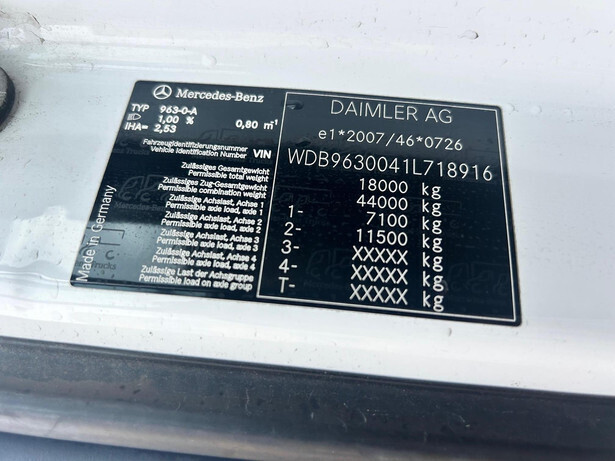 Mercedes-Benz
TYP 963-0-A
1,00 % 0,80 m⁻¹
IHA= 2,53
Fahrzeugidentifizierungsnummer
Vehicle Identification Number VIN
Zulässiges Gesamtgewicht
Permissible total weight
Zulässiges Zug-Gesamtgewicht
Permissible combination weight
Zulässige Achslast, Achse 1
Permissible axle load, axle 1
Zulässige Achslast, Achse 2
Permissible axle load, axle 2
Zulässige Achslast, Achse 3
Permissible axle load, axle 3
Zulässige Achslast, Achse 4
Permissible axle load, axle 4
Zulässige Last der Achsgruppe
Permissible load on axle group
Made in Germany
DAIMLER AG
e1*2007/46*0726
WDB9630041L718916
18000 kg
44000 kg
1- 7100 kg
2- 11500 kg
3- XXXXX kg
4- XXXXX kg
T- XXXXX kg